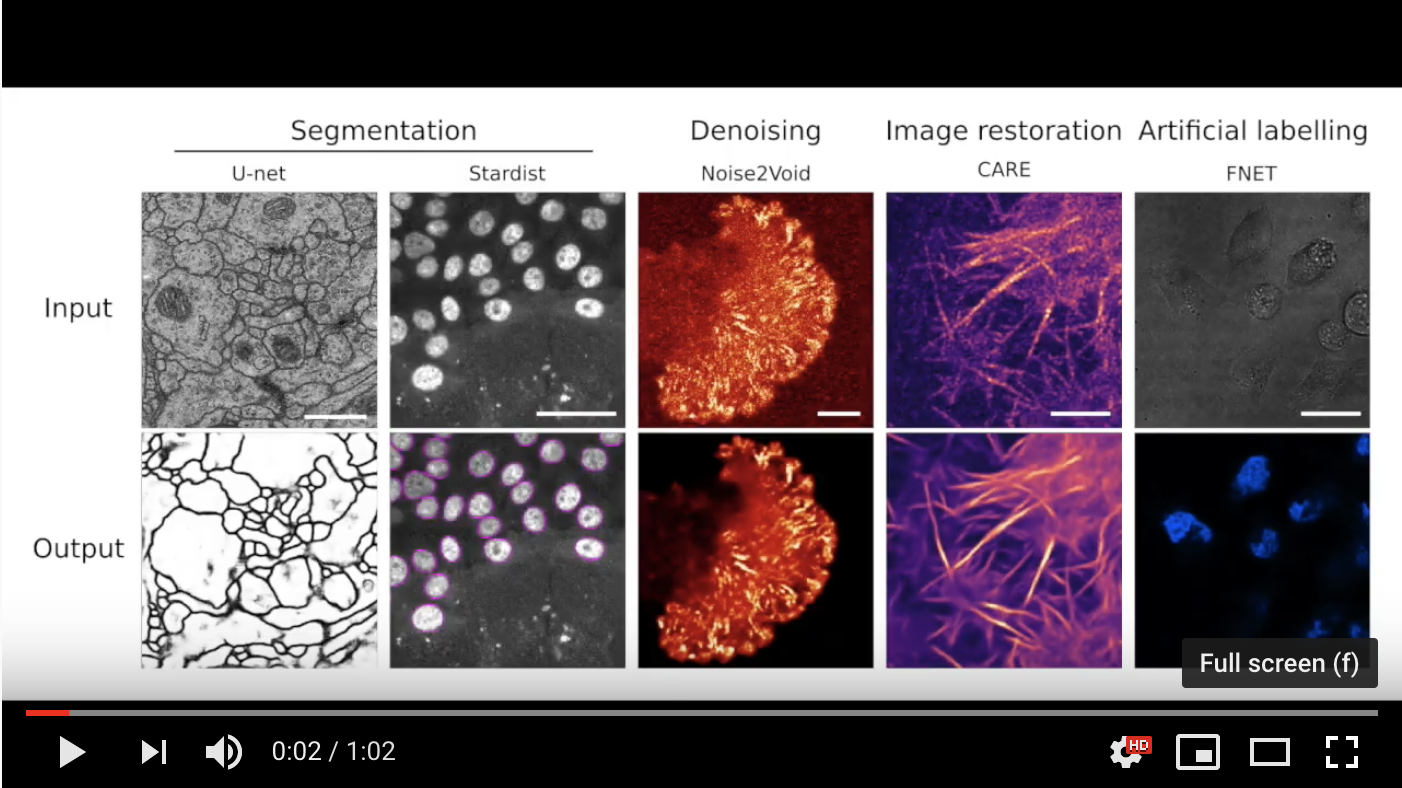 Segmentation
Denoising
Image restoration
Artificial labelling
U-net
Stardist
Noise2Void
CARE
FNET
Input
Output
Full screen (f)
0:02 / 1:02
HD